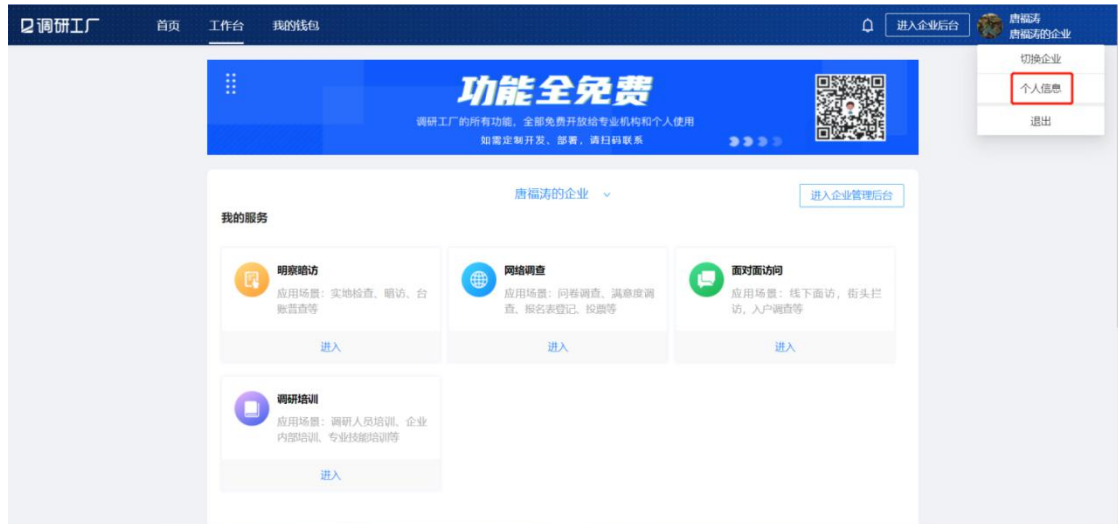 调研工厂
首页
工作台
我的钱包
进入企业后台
唐福涛
唐福涛的企业
切换企业
个人信息
退出
功能全免费
调研工厂的所有功能，全部免费开放给专业机构和个人使用
如需定制开发、部署，请扫码联系
唐福涛的企业
进入企业管理后台
我的服务
明察暗访
应用场景：实地检查、暗访、台
账普查等
进入
网络调查
应用场景：问卷调查、满意度调
查、报名表登记、投票等
进入
面对面访问
应用场景：线下面访，街头拦
访，入户调查等
进入
调研培训
应用场景：调研人员培训、企业
内部培训、专业技能培训等
进入